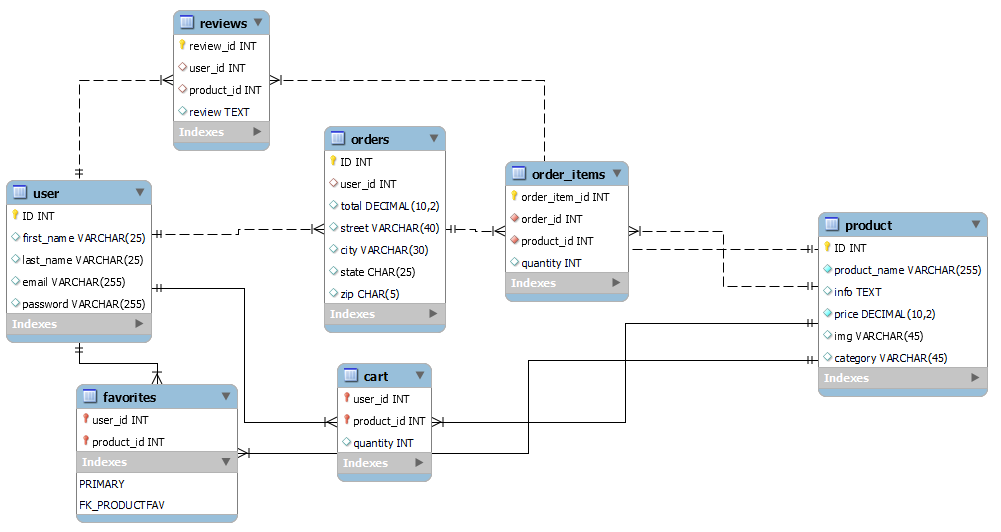 reviews
review_id INT
user_id INT
product_id INT
review TEXT
Indexes
orders
ID INT
user_id INT
total DECIMAL(10,2)
street VARCHAR(40)
city VARCHAR(30)
state CHAR(25)
zip CHAR(5)
Indexes
order_items
order_item_id INT
order_id INT
product_id INT
quantity INT
Indexes
user
ID INT
first_name VARCHAR(25)
last_name VARCHAR(25)
email VARCHAR(255)
password VARCHAR(255)
Indexes
product
ID INT
product_name VARCHAR(255)
info TEXT
price DECIMAL(10,2)
img VARCHAR(45)
category VARCHAR(45)
Indexes
cart
user_id INT
product_id INT
quantity INT
Indexes
favorites
user_id INT
product_id INT
Indexes
PRIMARY
FK_PRODUCTFAV